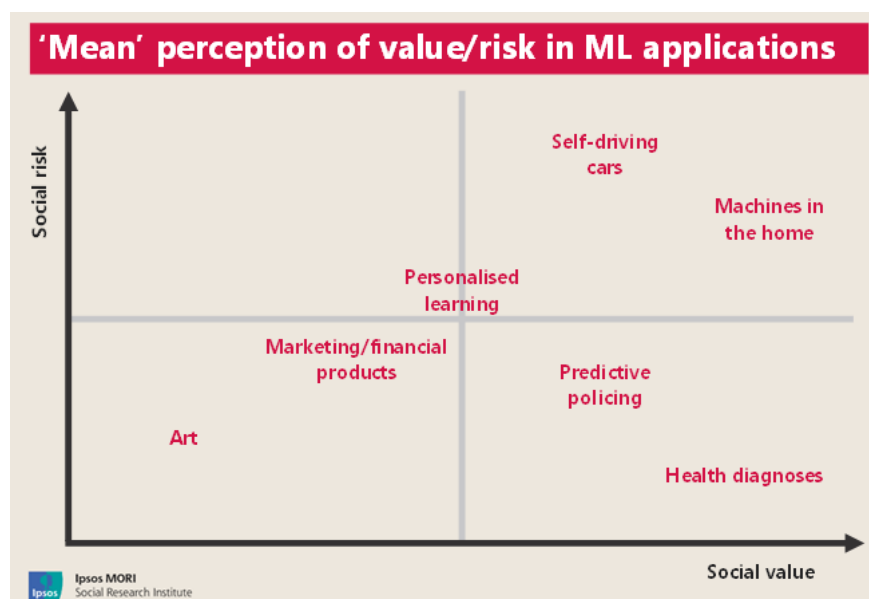 ‘Mean’ perception of value/risk in ML applications
Social risk
Self-driving
cars
Machines in
the home
Personalised
learning
Marketing/financial
products
Predictive
policing
Art
Health diagnoses
Social value
Ipsos
Ipsos MORI
Social Research Institute